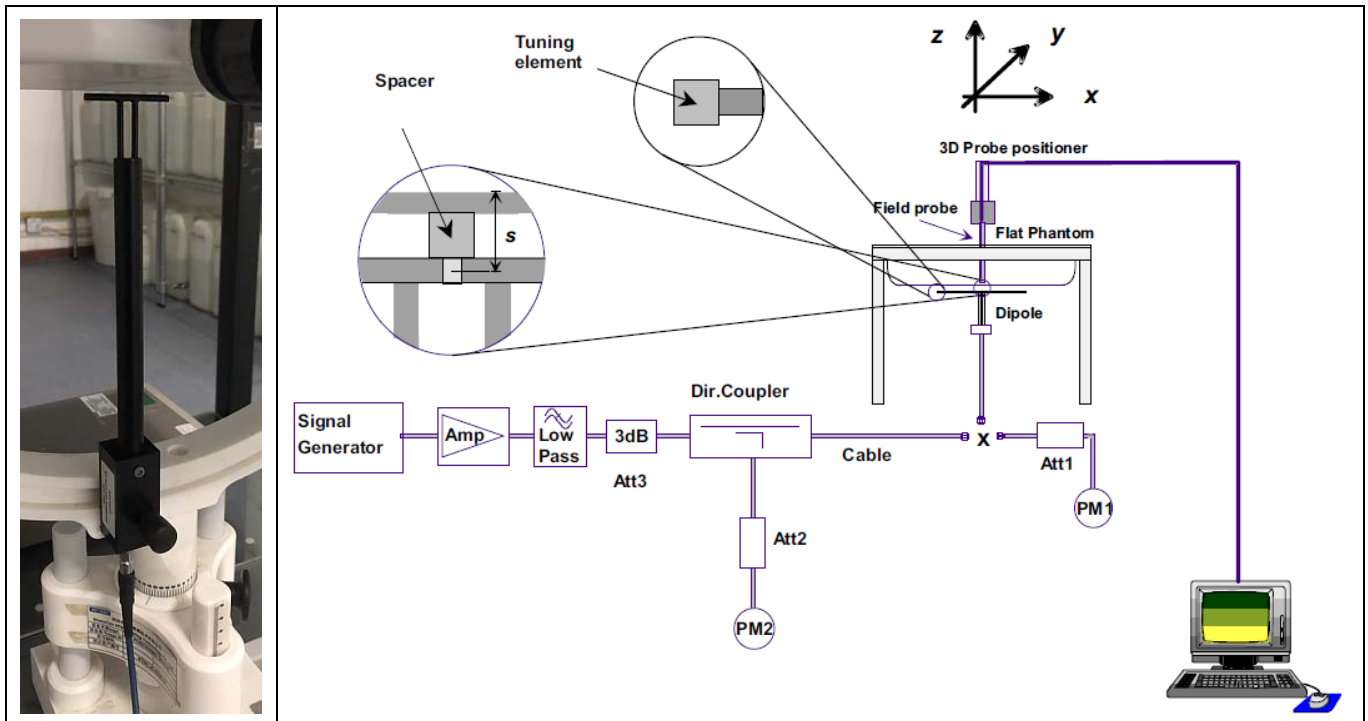 Tuning
element
Spacer
s
z
y
x
3D Probe positioner
Field probe
Flat Phantom
Dipole
Dir.Coupler
Signal
Generator
Amp
Low
Pass
3dB
Att3
Cable
x
Att1
PM1
Att2
PM2